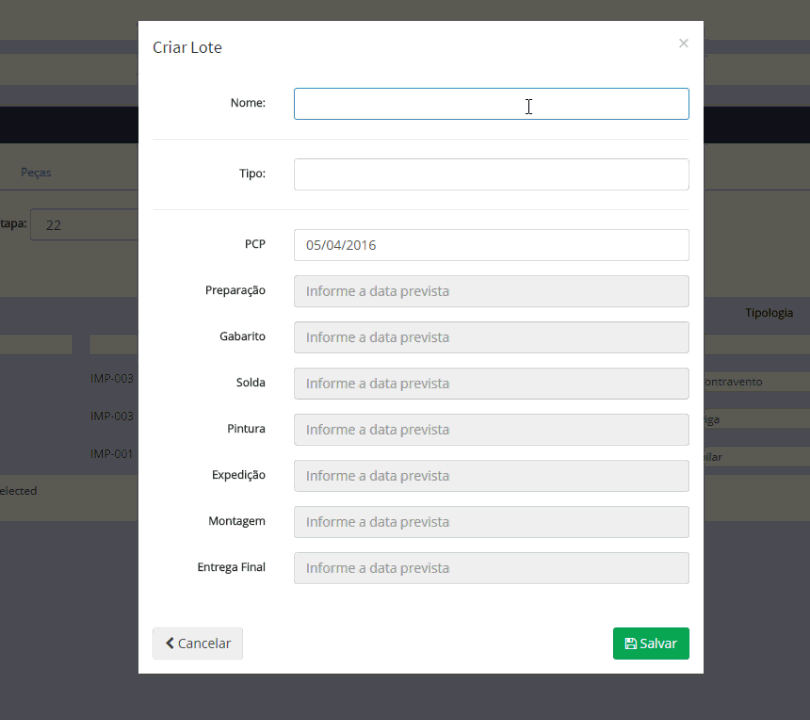 Criar Lote ×
Nome:
Peças
Tipo:
tapa: 22
PCP 05/04/2016
Preparação Informe a data prevista
Tipologia
Gabarito Informe a data prevista
IMP-003 Solda Informe a data prevista ontravento
IMP-003 Pintura Informe a data prevista iga
IMP-001 ilar
Expedição Informe a data prevista
elected
Montagem Informe a data prevista
Entrega Final Informe a data prevista
Cancelar Salvar